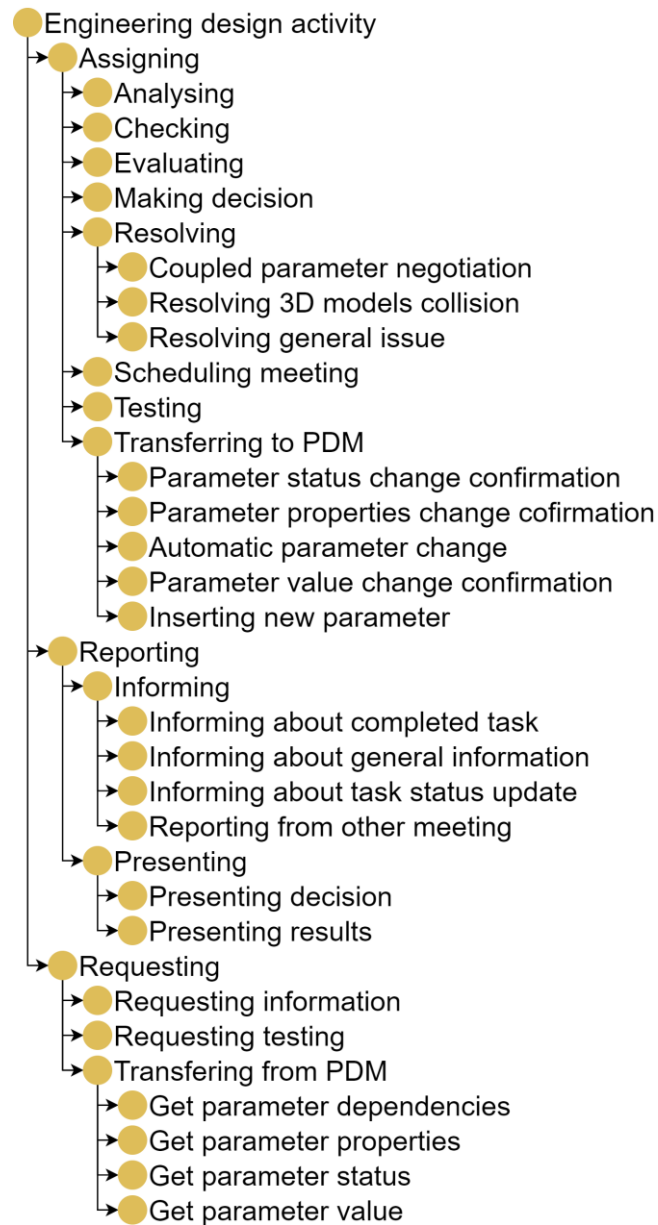 Engineering design activity
Assigning
Analysing
Checking
Evaluating
Making decision
Resolving
Coupled parameter negotiation
Resolving 3D models collision
Resolving general issue
Scheduling meeting
Testing
Transferring to PDM
Parameter status change confirmation
Parameter properties change cofirmation
Automatic parameter change
Parameter value change confirmation
Inserting new parameter
Reporting
Informing
Informing about completed task
Informing about general information
Informing about task status update
Reporting from other meeting
Presenting
Presenting decision
Presenting results
Requesting
Requesting information
Requesting testing
Transfering from PDM
Get parameter dependencies
Get parameter properties
Get parameter status
Get parameter value